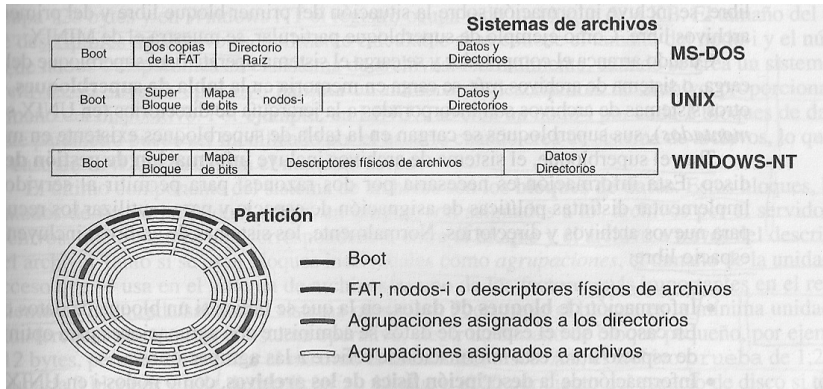 Sistema de archivos
Boot
Dos copias
de la FAT
Directorio
Raíz
Datos y
Directorios
MS-DOS
Boot
Super
Bloque
Mapa
de bits
nodos-i
Datos y
Directorios
UNIX
Boot
Super
Bloque
Mapa
de bits
Descriptores físicos de archivos
Datos y
Directorios
WINDOWS-NT
Partición
Boot
FAT, nodos-i o descriptores físicos de archivos
Agrupaciones asignados a los directorios
Agrupaciones asignados a archivos